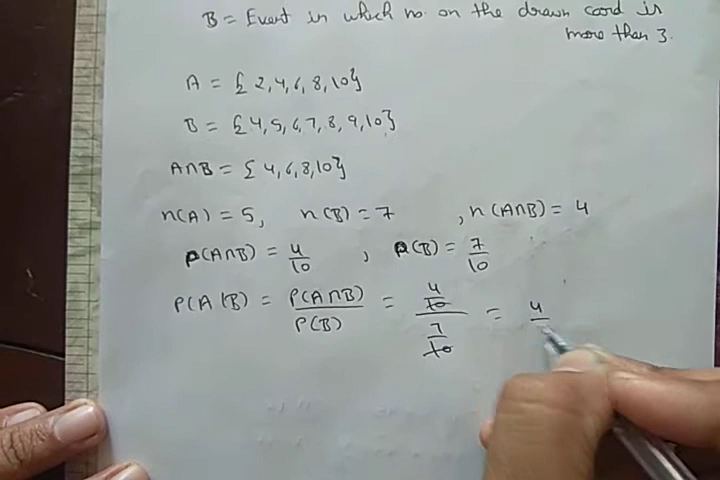 B = Event in which no. on the drawn card is
more than 3.
A = { 2, 4, 6, 8, 10}
B = {4, 5, 6, 7, 8, 9, 10}
A∩B = { 4, 6, 8, 10}
n(A) = 5, n(B) = 7 , n(A∩B) = 4
P(A∩B) = 4/10 , P(B) = 7/10
P(A|B) = P(A∩B)/P(B) = (4/10)/(7/10) = 4/